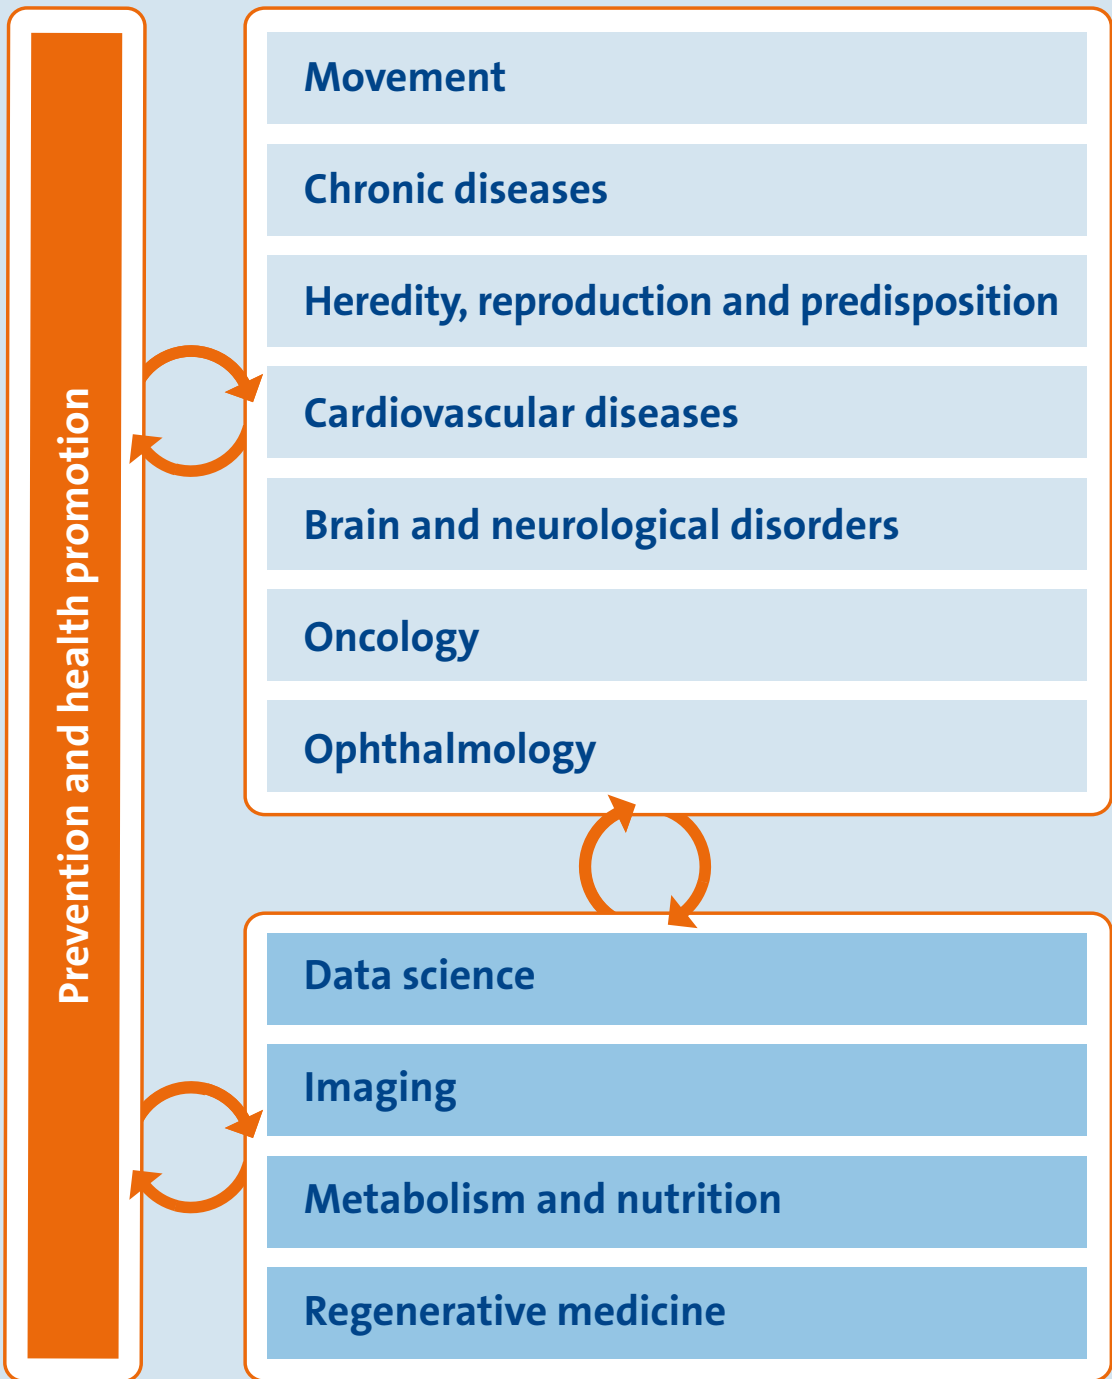 Prevention and health promotion
Movement
Chronic diseases
Heredity, reproduction and predisposition
Cardiovascular diseases
Brain and neurological disorders
Oncology
Ophthalmology
Data science
Imaging
Metabolism and nutrition
Regenerative medicine